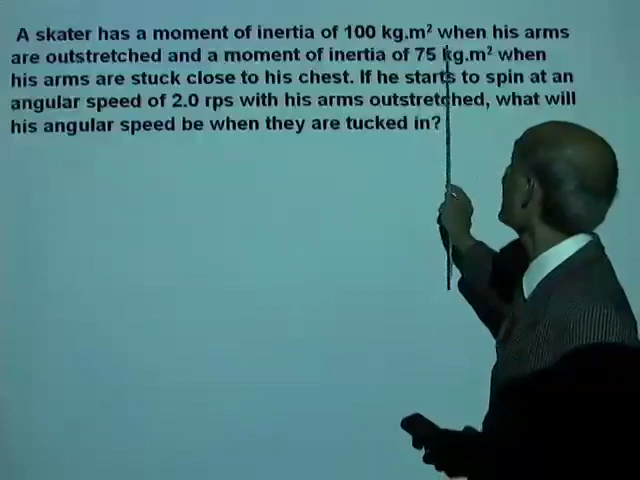 A skater has a moment of inertia of 100 kg.m² when his arms
are outstretched and a moment of inertia of 75 kg.m² when
his arms are stuck close to his chest. If he starts to spin at an
angular speed of 2.0 rps with his arms outstretched, what will
his angular speed be when they are tucked in?